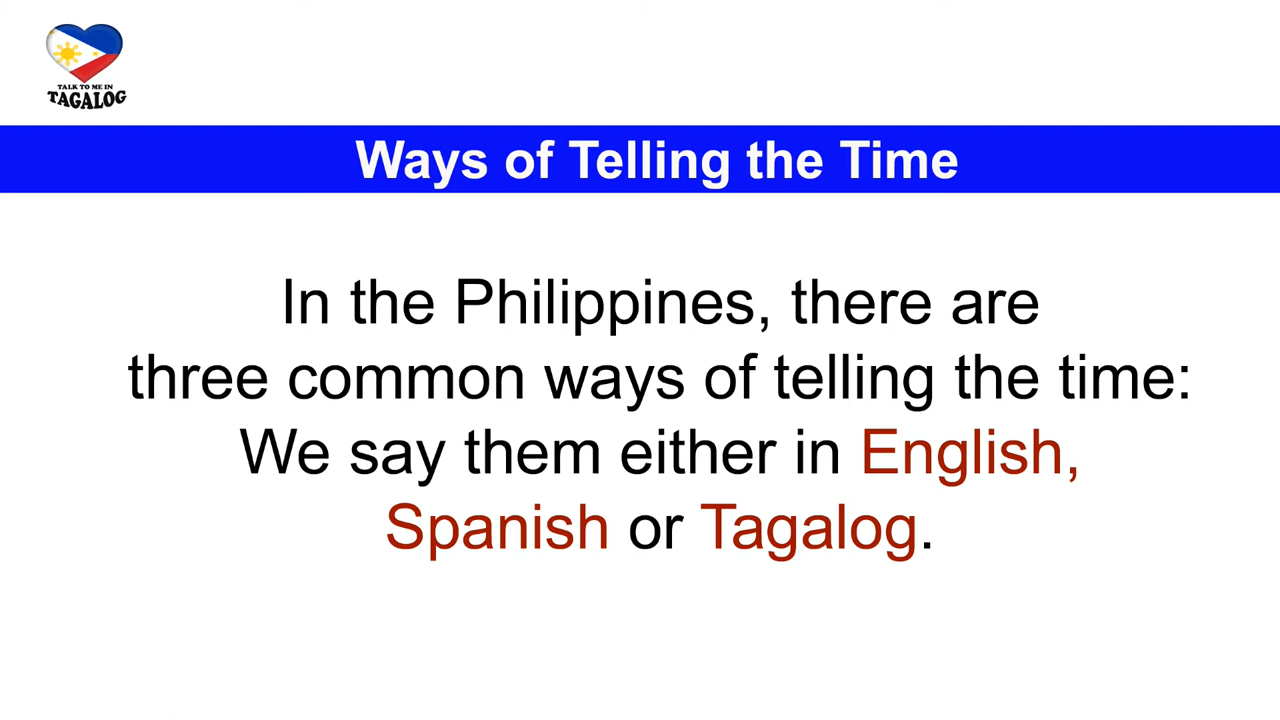 TALK TO ME IN
TAGALOG
Ways of Telling the Time
In the Philippines, there are
three common ways of telling the time:
We say them either in English,
Spanish or Tagalog.